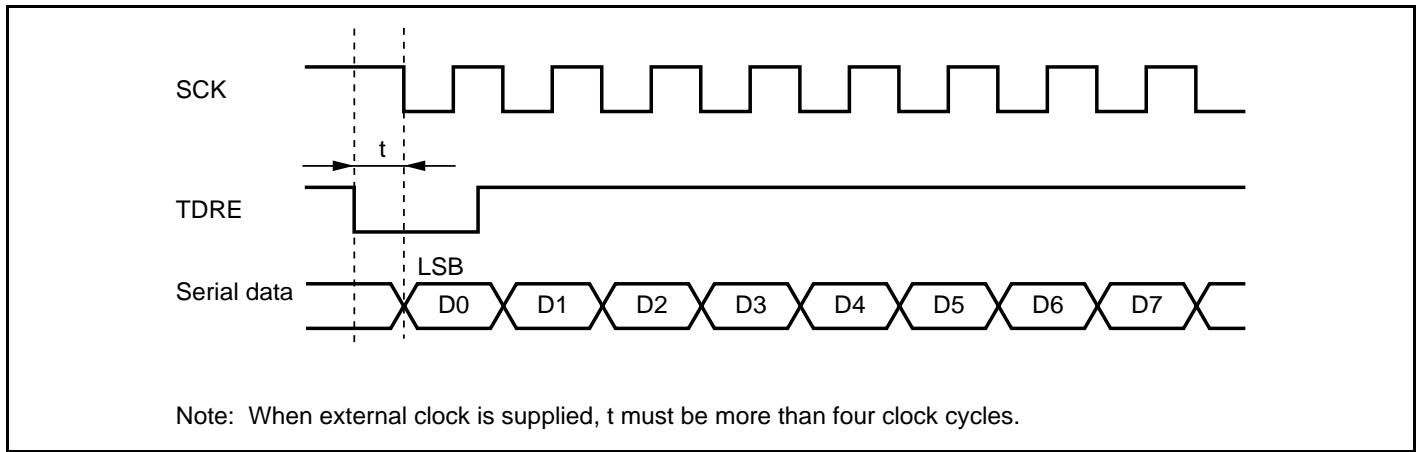 SCK
t
TDRE
LSB
Serial data
D0 D1 D2 D3 D4 D5 D6 D7
Note: When external clock is supplied, t must be more than four clock cycles.